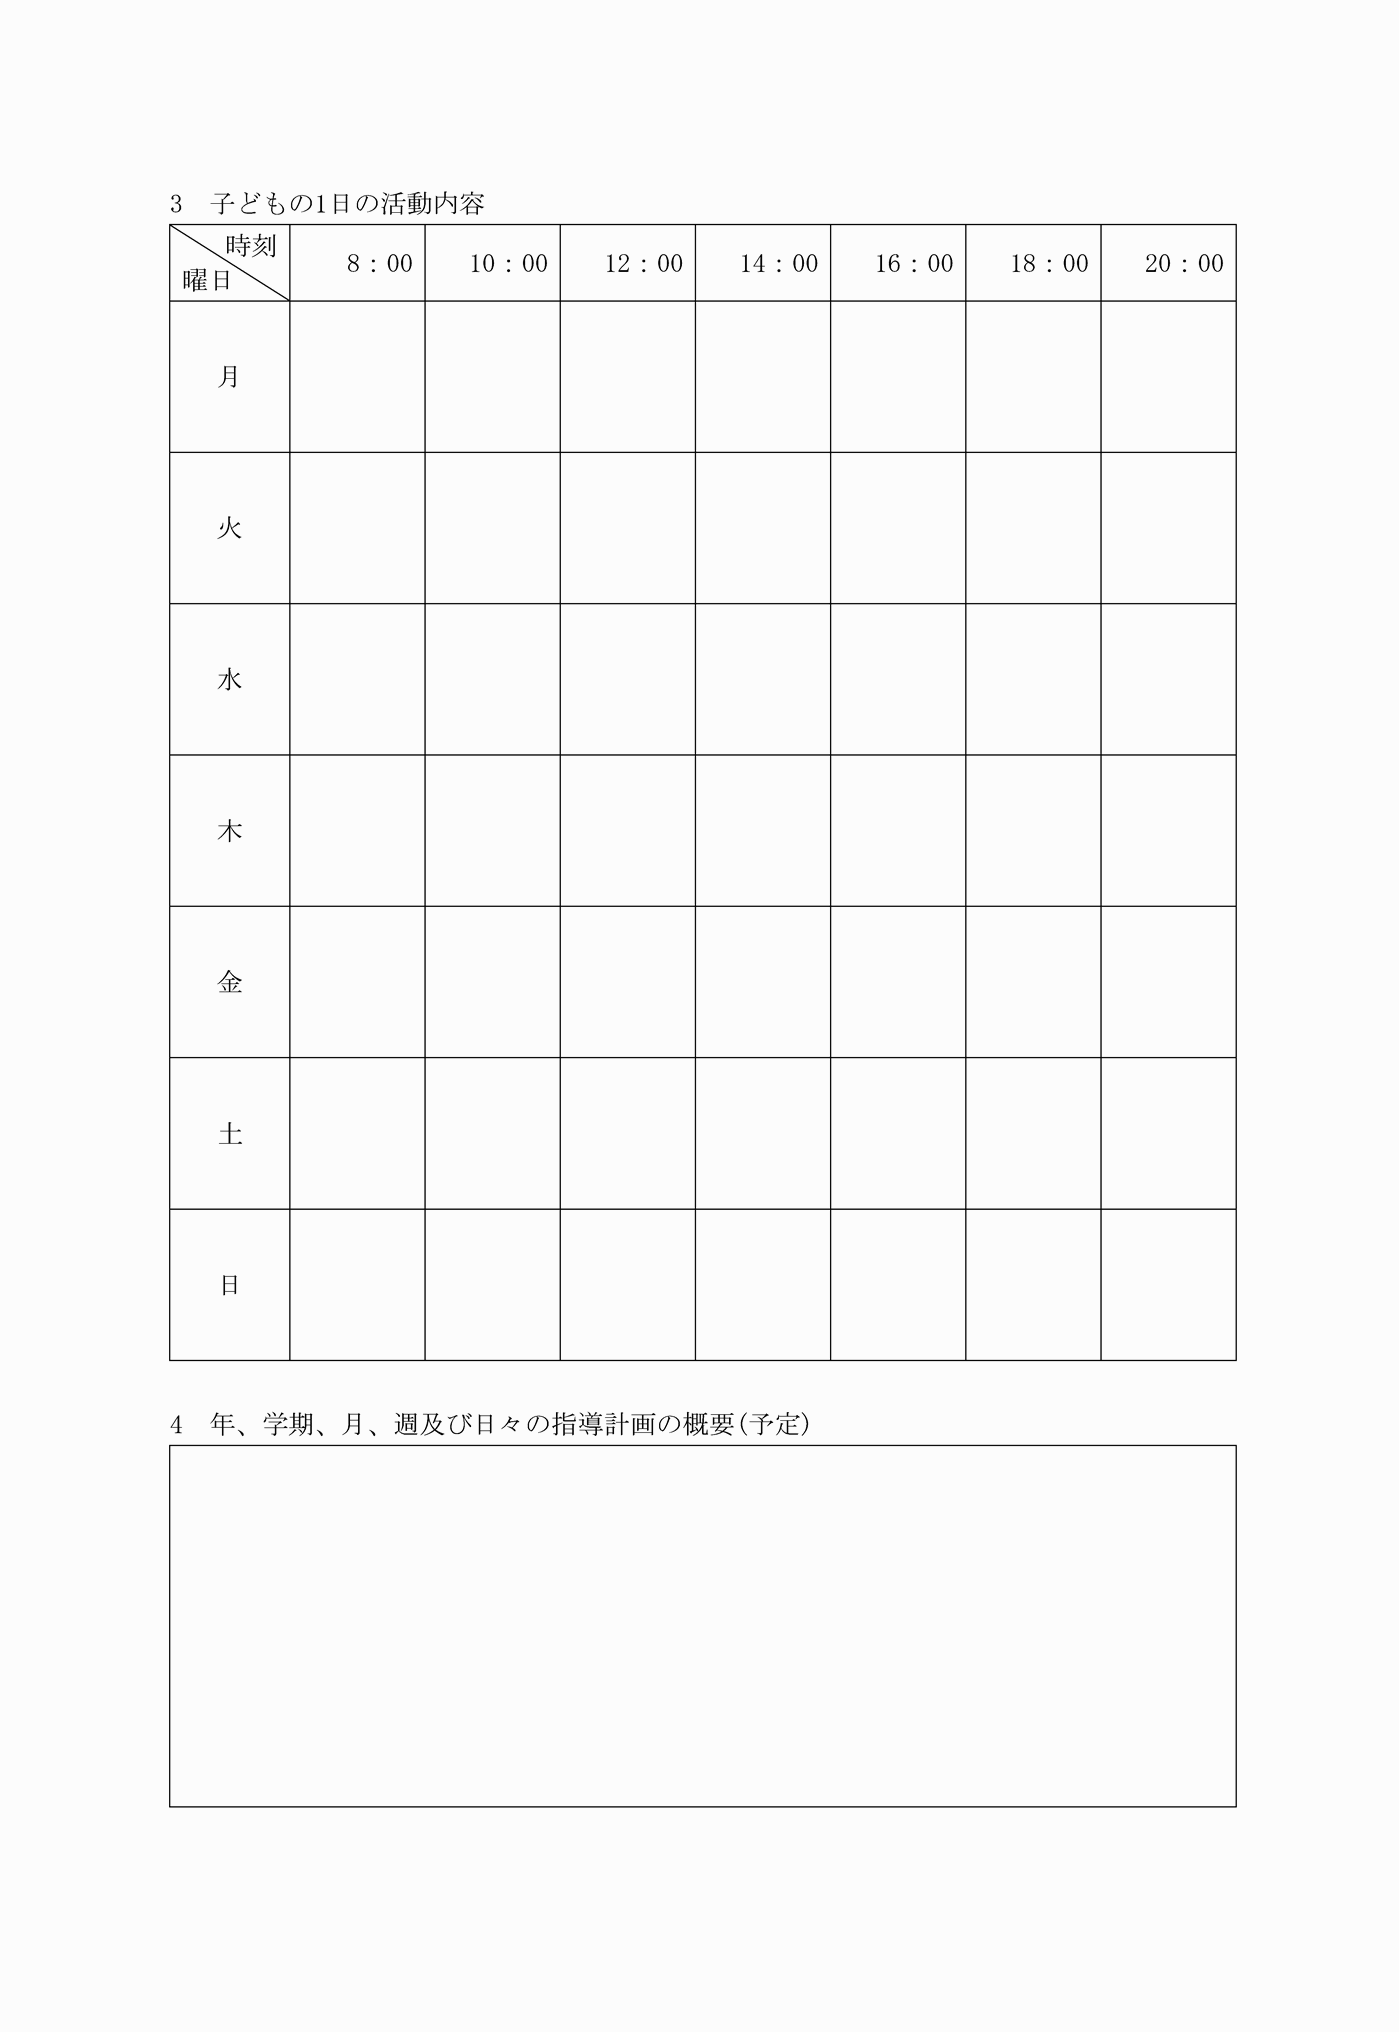 3　子どもの1日の活動内容
時刻
曜日
8：00 10：00 12：00 14：00 16：00 18：00 20：00
月
火
水
木
金
土
日
4　年、学期、月、週及び日々の指導計画の概要(予定)